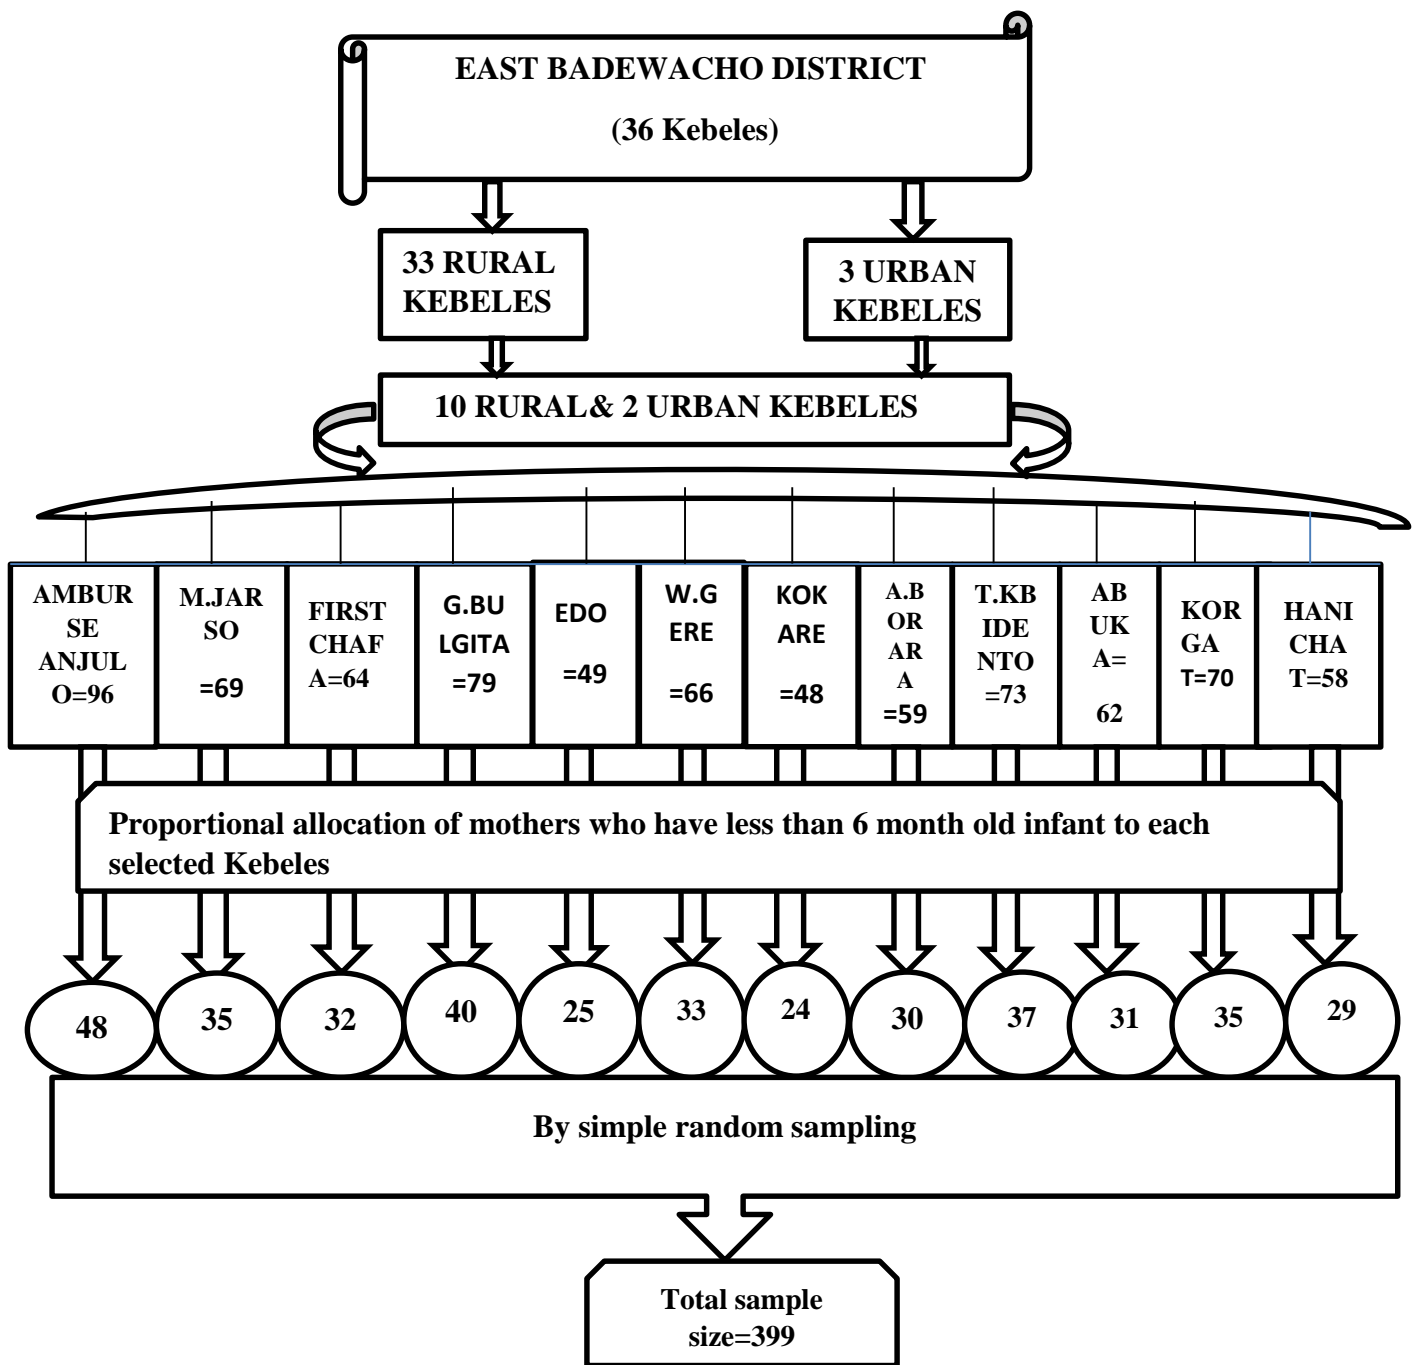 EAST BADEWACHO DISTRICT
(36 Kebeles)
33 RURAL
KEBELES
3 URBAN
KEBELES
10 RURAL& 2 URBAN KEBELES
AMBUR
SE
ANJUL
O=96
M.JAR
SO
=69
FIRST
CHAF
A=64
G.BU
LGITA
=79
EDO
=49
W.G
ERE
=66
KOK
ARE
=48
A.B
OR
AR
A
=59
T.KB
IDE
NTO
=73
AB
UK
A=
62
KOR
GA
T=70
HANI
CHA
T=58
Proportional allocation of mothers who have less than 6 month old infant to each
selected Kebeles
48
35
32
40
25
33
24
30
37
31
35
29
By simple random sampling
Total sample
size=399